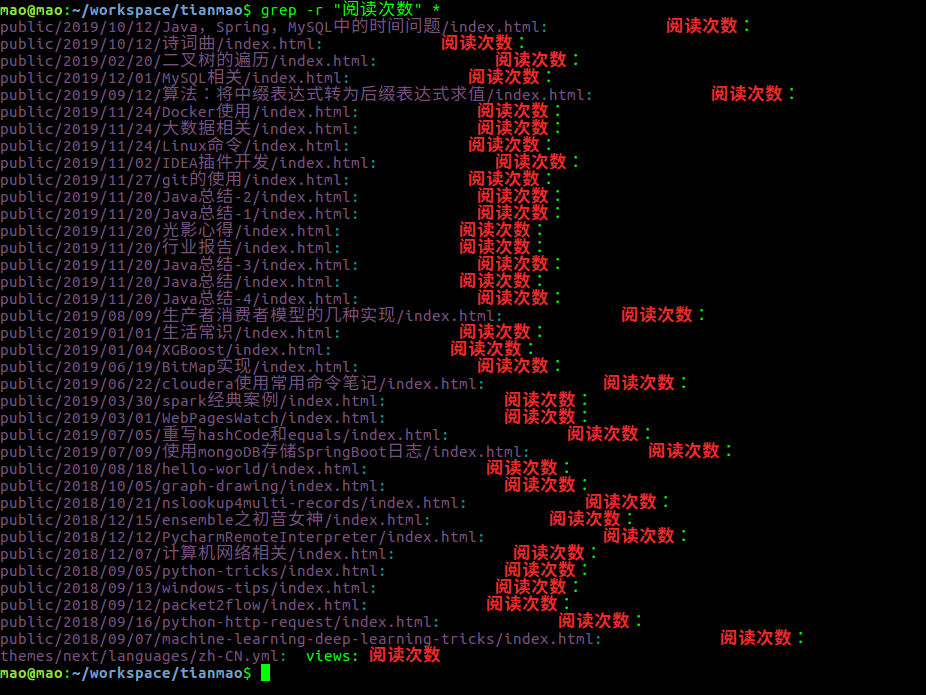 mao@mao:~/workspace/tianmao$ grep -r "阅读次数" *
public/2019/10/12/Java，Spring，MySQL中的时间问题/index.html: 阅读次数：
public/2019/10/12/诗词曲/index.html: 阅读次数：
public/2019/02/20/二叉树的遍历/index.html: 阅读次数：
public/2019/12/01/MySQL相关/index.html: 阅读次数：
public/2019/09/12/算法：将中缀表达式转为后缀表达式求值/index.html: 阅读次数：
public/2019/11/24/Docker使用/index.html: 阅读次数：
public/2019/11/24/大数据相关/index.html: 阅读次数：
public/2019/11/24/Linux命令/index.html: 阅读次数：
public/2019/11/02/IDEA插件开发/index.html: 阅读次数：
public/2019/11/27/git的使用/index.html: 阅读次数：
public/2019/11/20/Java总结-2/index.html: 阅读次数：
public/2019/11/20/Java总结-1/index.html: 阅读次数：
public/2019/11/20/光影心得/index.html: 阅读次数：
public/2019/11/20/行业报告/index.html: 阅读次数：
public/2019/11/20/Java总结-3/index.html: 阅读次数：
public/2019/11/20/Java总结/index.html: 阅读次数：
public/2019/11/20/Java总结-4/index.html: 阅读次数：
public/2019/08/09/生产者消费者模型的几种实现/index.html: 阅读次数：
public/2019/01/01/生活常识/index.html: 阅读次数：
public/2019/01/04/XGBoost/index.html: 阅读次数：
public/2019/06/19/BitMap实现/index.html: 阅读次数：
public/2019/06/22/cloudera使用常用命令笔记/index.html: 阅读次数：
public/2019/03/30/spark经典案例/index.html: 阅读次数：
public/2019/03/01/WebPagesWatch/index.html: 阅读次数：
public/2019/07/05/重写hashCode和equals/index.html: 阅读次数：
public/2019/07/09/使用mongoDB存储SpringBoot日志/index.html: 阅读次数：
public/2010/08/18/hello-world/index.html: 阅读次数：
public/2018/10/05/graph-drawing/index.html: 阅读次数：
public/2018/10/21/nslookup4multi-records/index.html: 阅读次数：
public/2018/12/15/ensemble之初音女神/index.html: 阅读次数：
public/2018/12/12/PycharmRemoteInterpreter/index.html: 阅读次数：
public/2018/12/07/计算机网络相关/index.html: 阅读次数：
public/2018/09/05/python-tricks/index.html: 阅读次数：
public/2018/09/13/windows-tips/index.html: 阅读次数：
public/2018/09/12/packet2flow/index.html: 阅读次数：
public/2018/09/16/python-http-request/index.html: 阅读次数：
public/2018/09/07/machine-learning-deep-learning-tricks/index.html: 阅读次数：
themes/next/languages/zh-CN.yml: views: 阅读次数
mao@mao:~/workspace/tianmao$